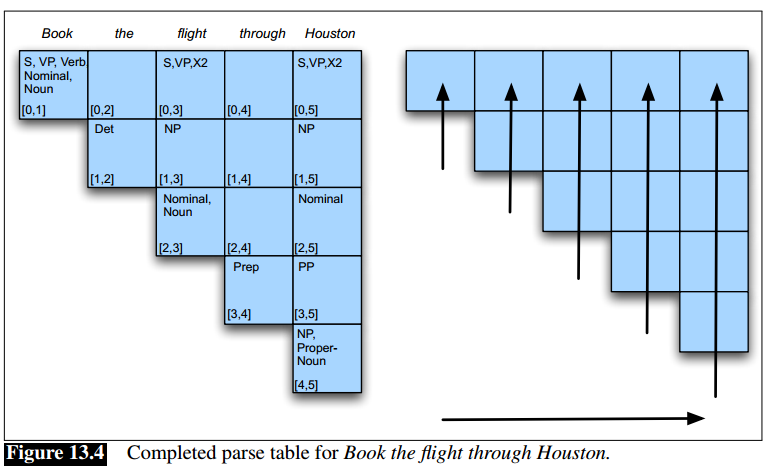 Book the flight through Houston
S, VP, Verb, S,VP,X2 S,VP,X2
Nominal,
Noun
[0,1] [0,2] [0,3] [0,4] [0,5]
Det NP NP
[1,2] [1,3] [1,4] [1,5]
Nominal, Nominal
Noun
[2,3] [2,4] [2,5]
Prep PP
[3,4] [3,5]
NP,
Proper-
Noun
[4,5]
Figure 13.4 Completed parse table for Book the flight through Houston.